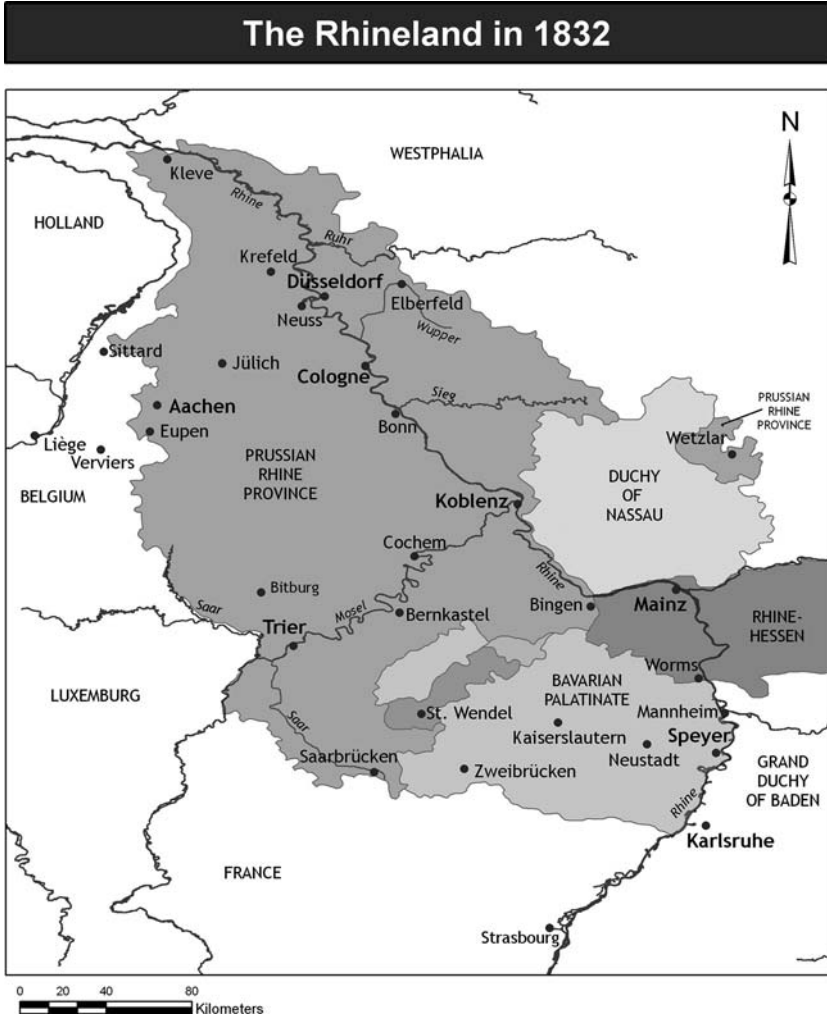 The Rhineland in 1832
N
WESTPHALIA
Kleve
Rhine
HOLLAND
Ruhr
Krefeld
Düsseldorf
Elberfeld
Neuss
Wupper
Sittard
Jülich
Cologne
Sieg
PRUSSIAN
RHINE
PROVINCE
Aachen
Bonn
Eupen
Wetzlar
Liège
Verviers
PRUSSIAN
RHINE
PROVINCE
DUCHY
OF
NASSAU
BELGIUM
Koblenz
Cochem
Rhine
Bitburg
Saar
Mosel
Bernkastel
Bingen
Mainz
RHINE-
HESSEN
Trier
Worms
LUXEMBURG
BAVARIAN
PALATINATE
St. Wendel
Mannheim
Saar
Kaiserslautern
Speyer
Saarbrücken
Neustadt
Zweibrücken
GRAND
DUCHY
OF BADEN
Rhine
Karlsruhe
FRANCE
Strasbourg
0 20 40 80
Kilometers